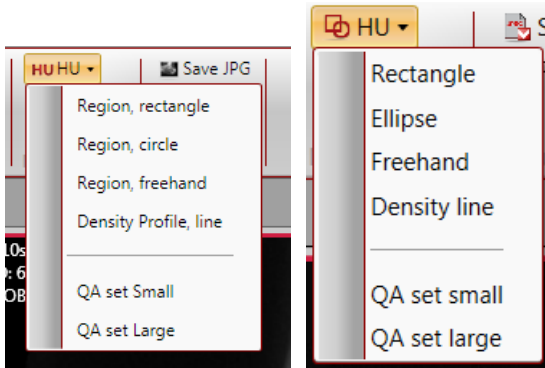 HU HU
Save JPG
Region, rectangle
Region, circle
Region, freehand
Density Profile, line
10s
: 6
OB
QA set Small
QA set Large
HU
S
Rectangle
Ellipse
Freehand
Density line
QA set small
QA set large